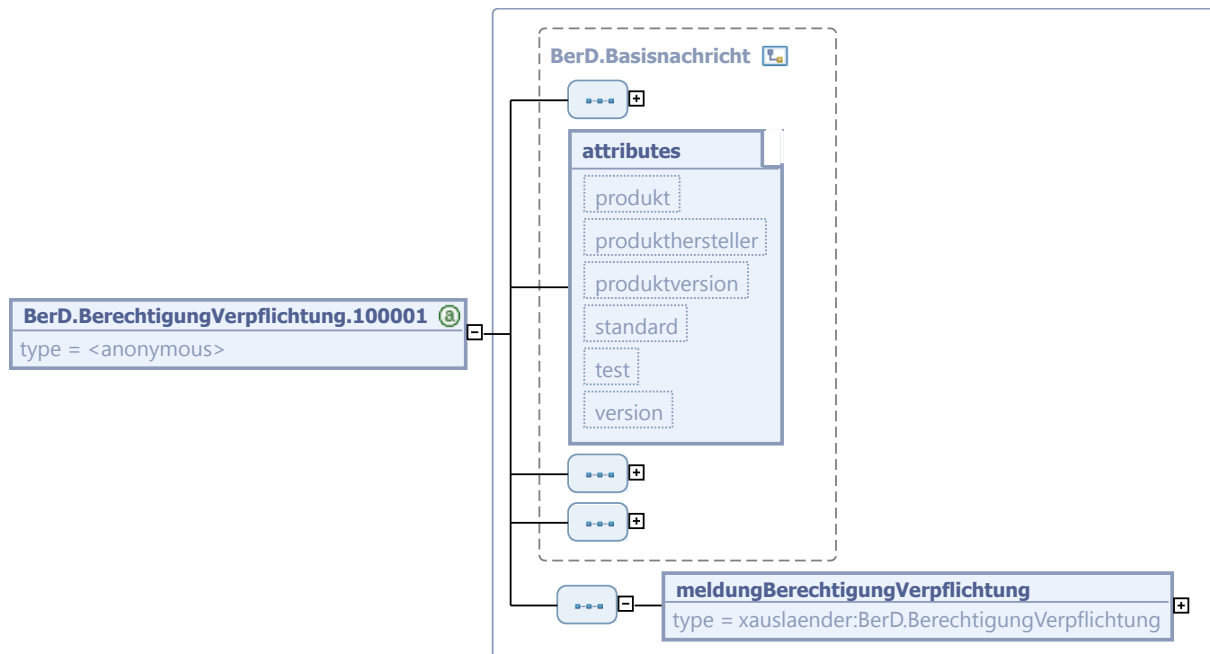 BerD.Basisnachricht
attributes
produkt
produkthersteller
produktversion
standard
test
version
BerD.BerechtigungVerpflichtung.100001 a
type = <anonymous>
meldungBerechtigungVerpflichtung
type = xauslaender:BerD.BerechtigungVerpflichtung